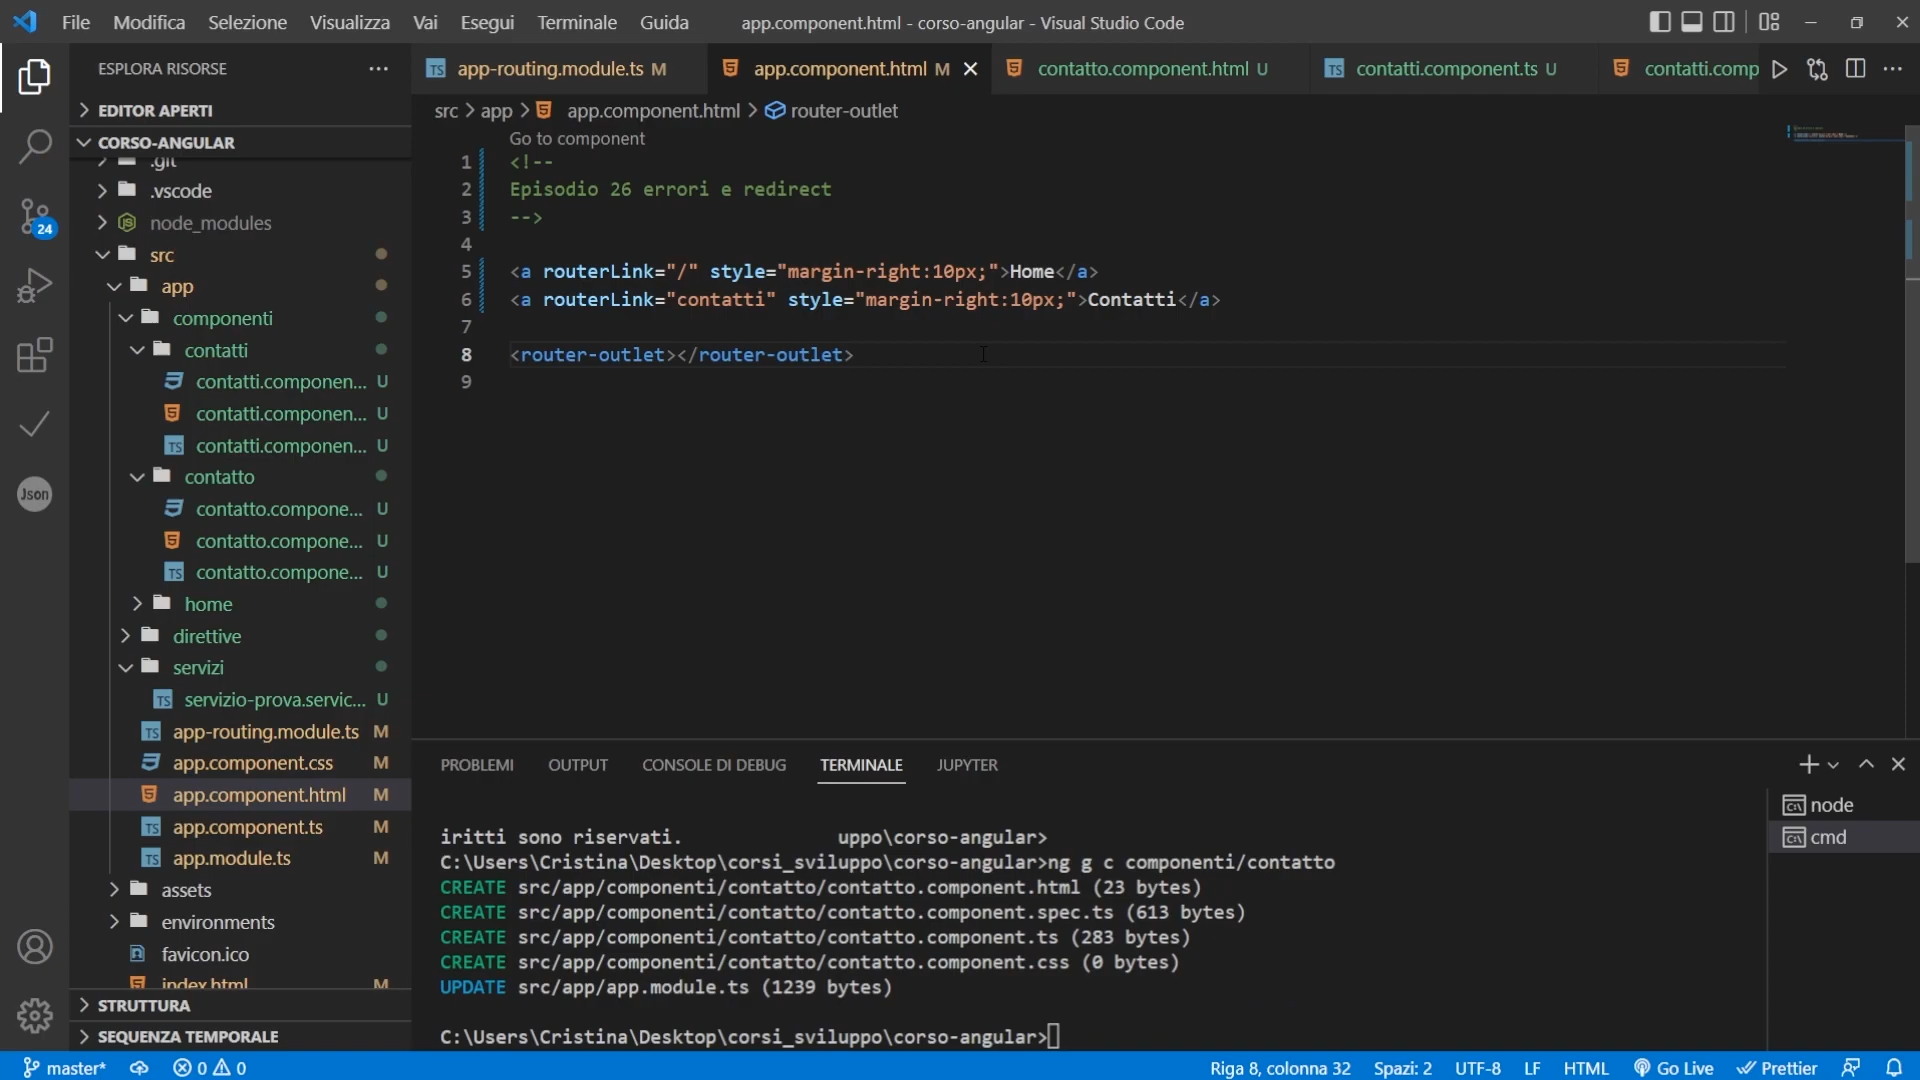 File Modifica Selezione Visualizza Vai Esegui Terminale Guida app.component.html - corso-angular - Visual Studio Code
ESPLORA RISORSE
EDITOR APERTI
CORSO-ANGULAR
.git
.vscode
node_modules
src
app
componenti
contatti
contatti.componen... U
contatti.componen... U
contatti.componen... U
contatto
contatto.compone... U
contatto.compone... U
contatto.compone... U
home
direttive
servizi
servizio-prova.servic... U
app-routing.module.ts M
app.component.css M
app.component.html M
app.component.ts M
app.module.ts M
assets
environments
favicon.ico
index.html M
STRUTTURA
SEQUENZA TEMPORALE
24
Json
app-routing.module.ts M app.component.html M contatto.component.html U contatti.component.ts U contatti.comp
src > app > app.component.html > router-outlet
Go to component
1 <!--
2 Episodio 26 errori e redirect
3 -->
4
5 <a routerLink="/" style="margin-right:10px;">Home</a>
6 <a routerLink="contatti" style="margin-right:10px;">Contatti</a>
7
8 <router-outlet></router-outlet>
9
PROBLEMI OUTPUT CONSOLE DI DEBUG TERMINALE JUPYTER
iritti sono riservati. uppo\corso-angular>
C:\Users\Cristina\Desktop\corsi_sviluppo\corso-angular>ng g c componenti/contatto
CREATE src/app/componenti/contatto/contatto.component.html (23 bytes)
CREATE src/app/componenti/contatto/contatto.component.spec.ts (613 bytes)
CREATE src/app/componenti/contatto/contatto.component.ts (283 bytes)
CREATE src/app/componenti/contatto/contatto.component.css (0 bytes)
UPDATE src/app/app.module.ts (1239 bytes)
C:\Users\Cristina\Desktop\corsi_sviluppo\corso-angular>
node
cmd
master* 0 0 Riga 8, colonna 32 Spazi: 2 UTF-8 LF HTML Go Live Prettier